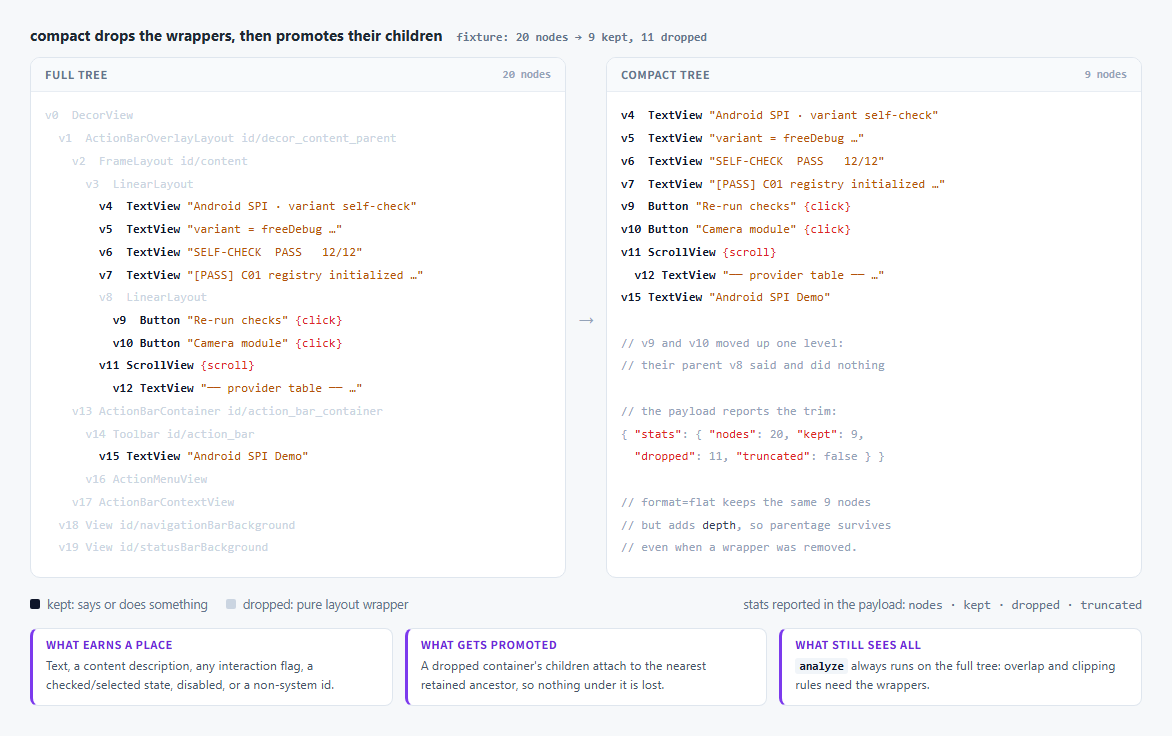 compact drops the wrappers, then promotes their children fixture: 20 nodes → 9 kept, 11 dropped
FULL TREE 20 nodes
v0 DecorView
v1 ActionBarOverlayLayout id/decor_content_parent
v2 FrameLayout id/content
v3 LinearLayout
v4 TextView "Android SPI · variant self-check"
v5 TextView "variant = freeDebug …"
v6 TextView "SELF-CHECK  PASS   12/12"
v7 TextView "[PASS] C01 registry initialized …"
v8 LinearLayout
v9 Button "Re-run checks" {click}
v10 Button "Camera module" {click}
v11 ScrollView {scroll}
v12 TextView "── provider table ── …"
v13 ActionBarContainer id/action_bar_container
v14 Toolbar id/action_bar
v15 TextView "Android SPI Demo"
v16 ActionMenuView
v17 ActionBarContextView
v18 View id/navigationBarBackground
v19 View id/statusBarBackground
→
COMPACT TREE 9 nodes
v4 TextView "Android SPI · variant self-check"
v5 TextView "variant = freeDebug …"
v6 TextView "SELF-CHECK  PASS   12/12"
v7 TextView "[PASS] C01 registry initialized …"
v9 Button "Re-run checks" {click}
v10 Button "Camera module" {click}
v11 ScrollView {scroll}
v12 TextView "── provider table ── …"
v15 TextView "Android SPI Demo"
// v9 and v10 moved up one level:
// their parent v8 said and did nothing
// the payload reports the trim:
{ "stats": { "nodes": 20, "kept": 9,
"dropped": 11, "truncated": false } }
// format=flat keeps the same 9 nodes
// but adds depth, so parentage survives
// even when a wrapper was removed.
kept: says or does something dropped: pure layout wrapper
stats reported in the payload: nodes · kept · dropped · truncated
WHAT EARNS A PLACE
Text, a content description, any interaction flag, a
checked/selected state, disabled, or a non-system id.
WHAT GETS PROMOTED
A dropped container's children attach to the nearest
retained ancestor, so nothing under it is lost.
WHAT STILL SEES ALL
analyze always runs on the full tree: overlap and clipping
rules need the wrappers.